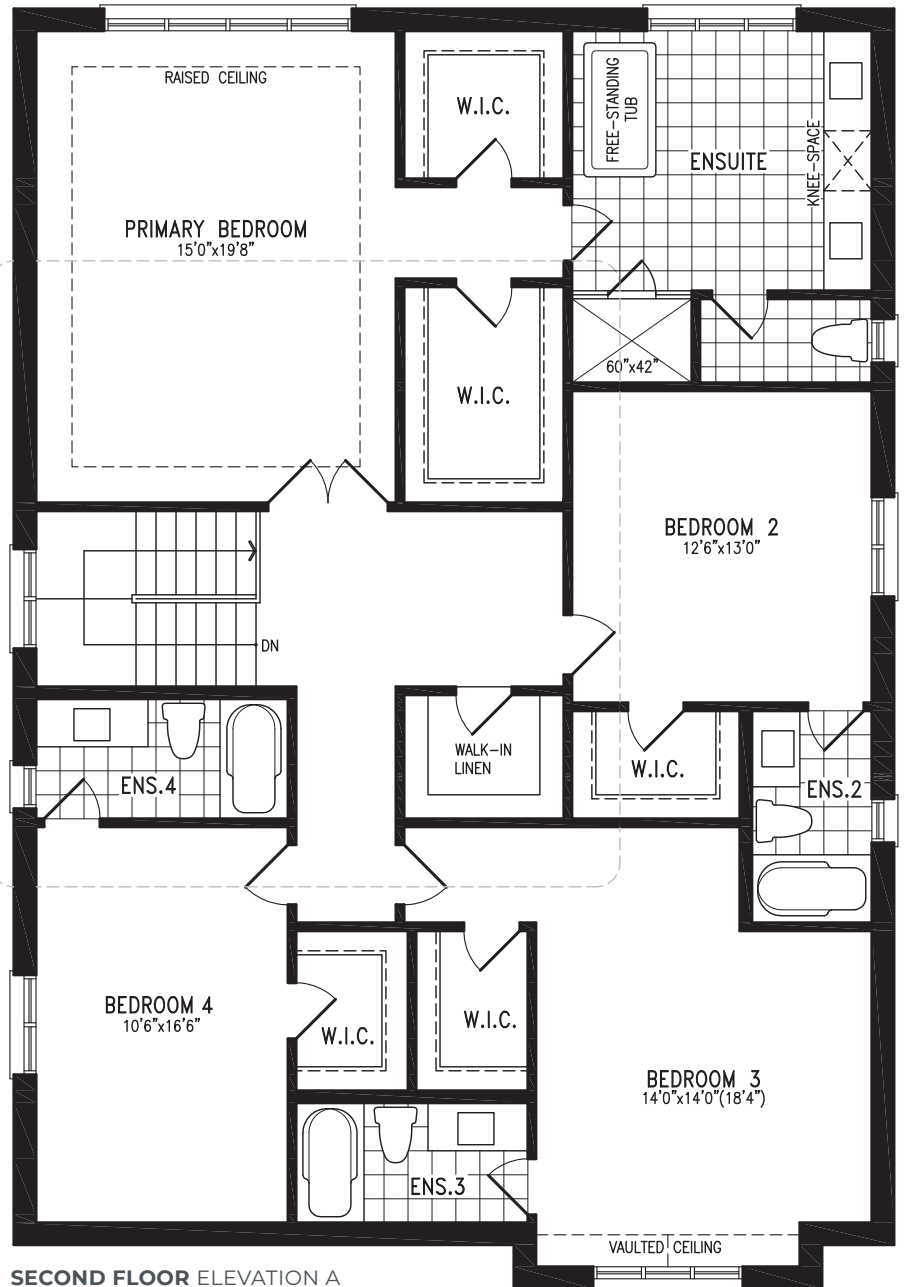 RAISED CEILING
W.I.C.
FREE-STANDING
TUB
ENSUITE
KNEE-SPACE
PRIMARY BEDROOM
15'0"x19'8"
W.I.C.
60"x42"
BEDROOM 2
12'6"x13'0"
DN
WALK-IN
LINEN
W.I.C.
ENS.4
ENS.2
BEDROOM 4
10'6"x16'6"
W.I.C.
W.I.C.
BEDROOM 3
14'0"x14'0"(18'4")
ENS.3
VAULTED CEILING
SECOND FLOOR ELEVATION A